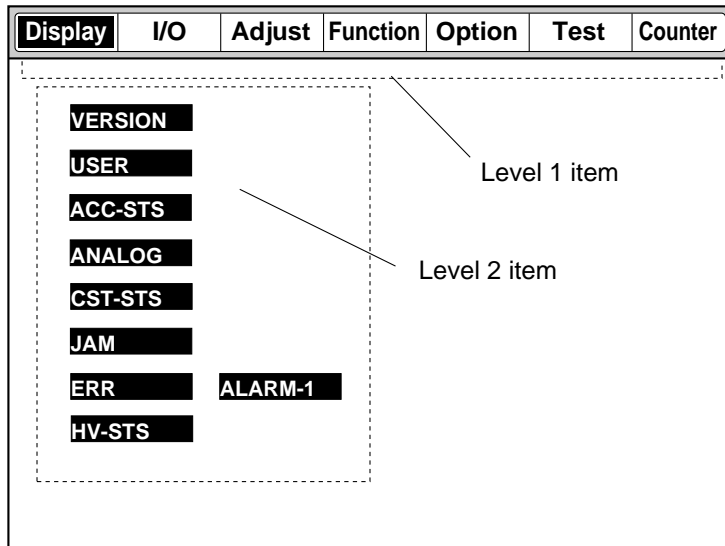 Display I/O Adjust Function Option Test Counter
VERSION
USER
Level 1 item
ACC-STS
ANALOG
Level 2 item
CST-STS
JAM
ERR ALARM-1
HV-STS